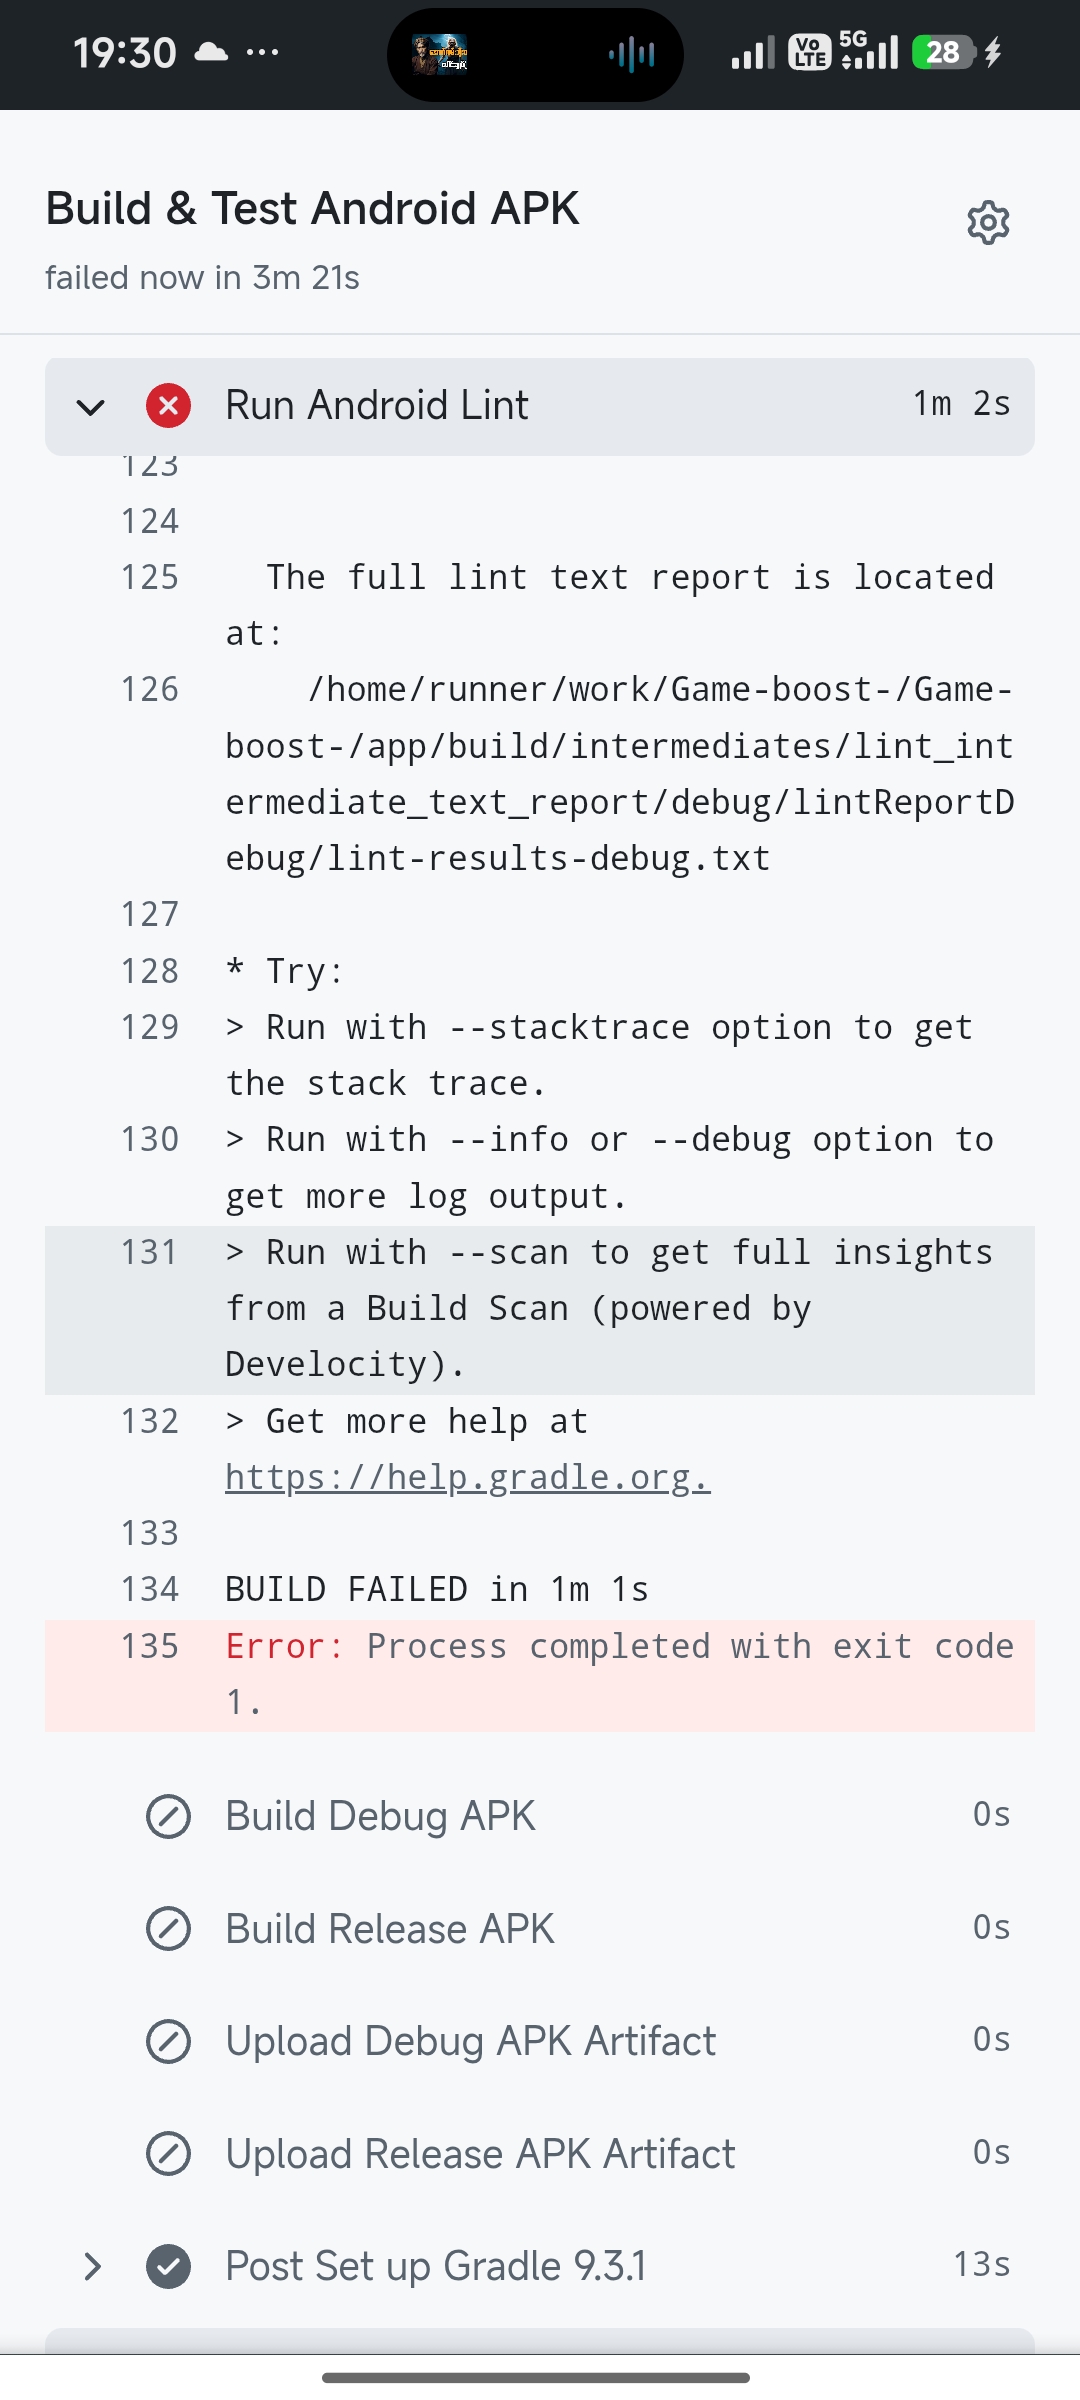 19:30
Vo
LTE
5G
28
Build & Test Android APK
failed now in 3m 21s
Run Android Lint
1m 2s
123
124
125 The full lint text report is located
at:
126 /home/runner/work/Game-boost-/Game-
boost-/app/build/intermediates/lint_int
ermediate_text_report/debug/lintReportD
ebug/lint-results-debug.txt
127
128 * Try:
129 > Run with --stacktrace option to get
the stack trace.
130 > Run with --info or --debug option to
get more log output.
131 > Run with --scan to get full insights
from a Build Scan (powered by
Develocity).
132 > Get more help at
https://help.gradle.org.
133
134 BUILD FAILED in 1m 1s
135 Error: Process completed with exit code
1.
Build Debug APK 0s
Build Release APK 0s
Upload Debug APK Artifact 0s
Upload Release APK Artifact 0s
Post Set up Gradle 9.3.1 13s